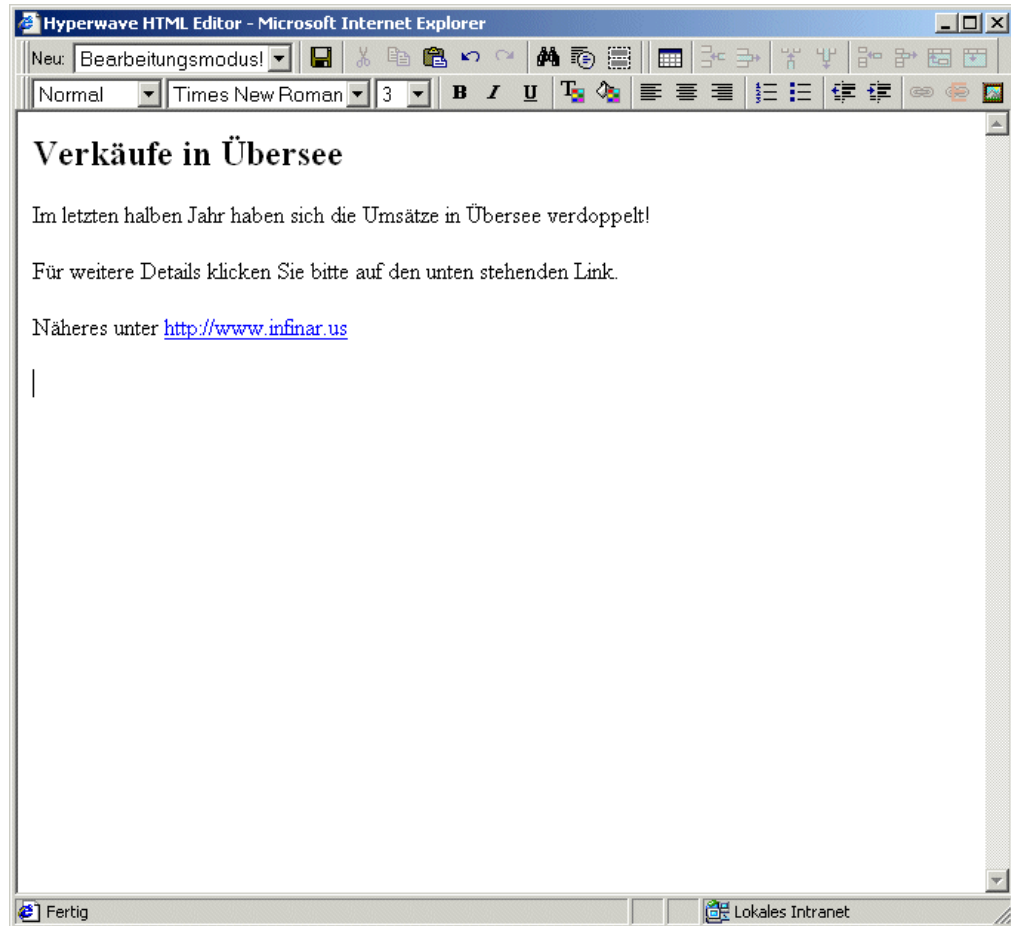 Hyperwave HTML Editor - Microsoft Internet Explorer
Neu: Bearbeitungsmodus!
Normal Times New Roman 3 B I U
Verkäufe in Übersee
Im letzten halben Jahr haben sich die Umsätze in Übersee verdoppelt!
Für weitere Details klicken Sie bitte auf den unten stehenden Link.
Näheres unter http://www.infinar.us
Fertig Lokales Intranet